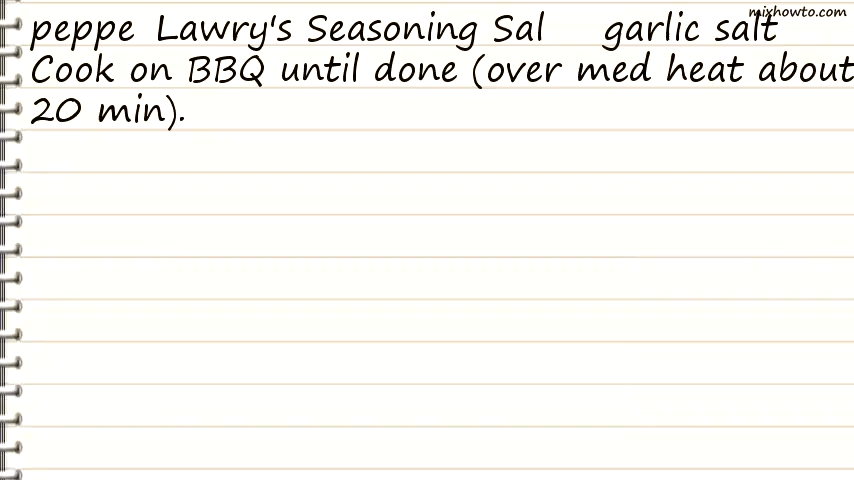 mixhowto.com
peppe Lawry's Seasoning Sal garlic salt
Cook on BBQ until done (over med heat about
20 min).